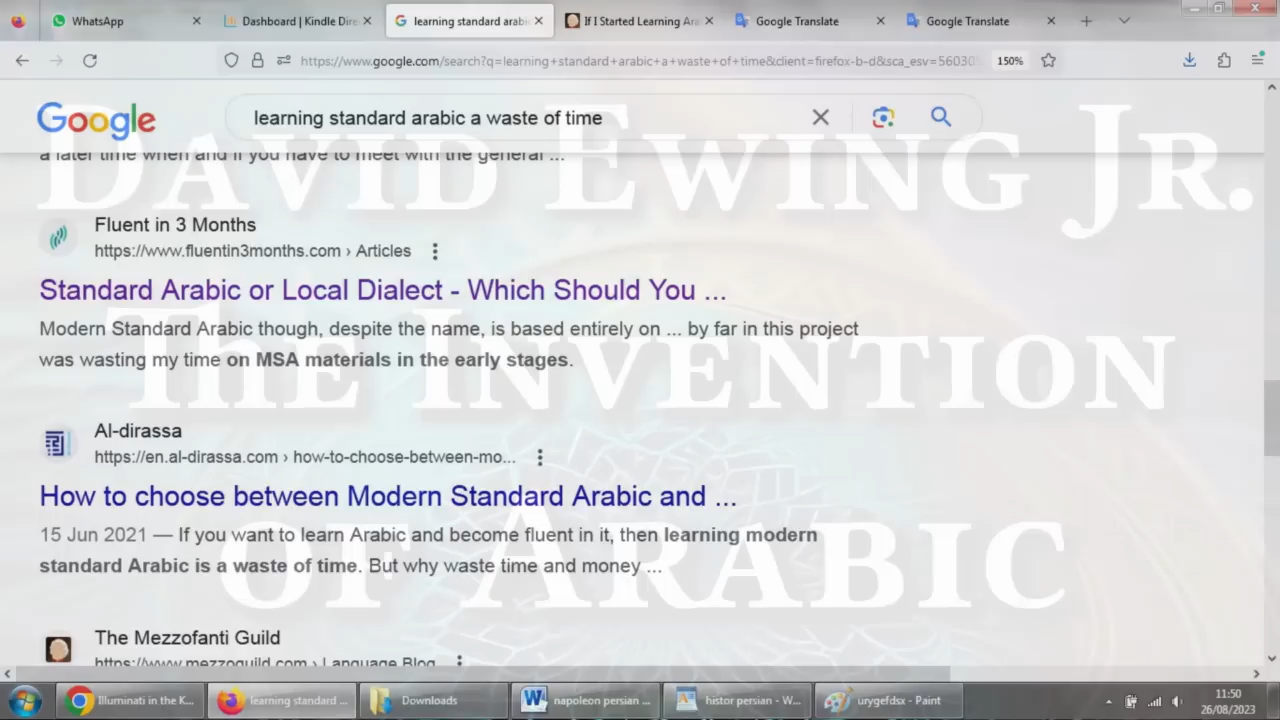 WhatsApp
Dashboard | Kindle Dire
learning standard arabic
If I Started Learning Ara
Google Translate
Google Translate
https://www.google.com/search?q=learning+standard+arabic+a+waste+of+time&client=firefox-b-d&sca_esv=56030
150%
Google
learning standard arabic a waste of time
DAVID EWING JR.
a later time when and if you have to meet with the general ...
Fluent in 3 Months
https://www.fluentin3months.com › Articles
Standard Arabic or Local Dialect - Which Should You ...
Modern Standard Arabic though, despite the name, is based entirely on ... by far in this project
was wasting my time on MSA materials in the early stages.
THE INVENTION
Al-dirassa
https://en.al-dirassa.com › how-to-choose-between-mo...
How to choose between Modern Standard Arabic and ...
15 Jun 2021 — If you want to learn Arabic and become fluent in it, then learning modern
standard Arabic is a waste of time. But why waste time and money ...
OF ARABIC
The Mezzofanti Guild
https://www.mezzoguild.com › Language Blog
Illuminati in the K...
learning standard ...
Downloads
napoleon persian ...
histor persian - W...
urygefdsx - Paint
11:50
26/08/2023